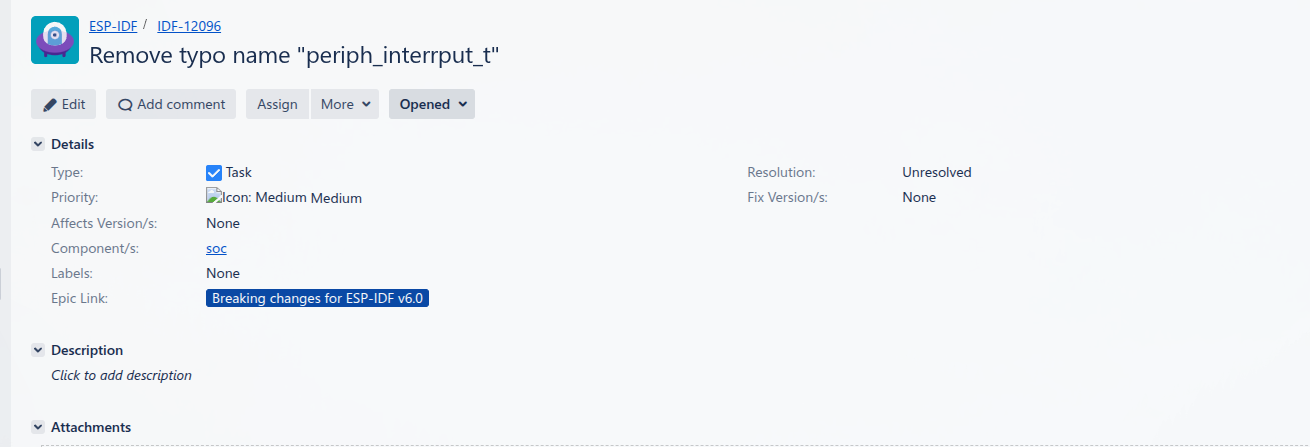 ESP-IDF / IDF-12096
Remove typo name "periph_interrput_t"
Edit Add comment Assign More Opened
Details
Type: Task Resolution: Unresolved
Priority: Icon: Medium Medium Fix Version/s: None
Affects Version/s: None
Component/s: soc
Labels: None
Epic Link: Breaking changes for ESP-IDF v6.0
Description
Click to add description
Attachments